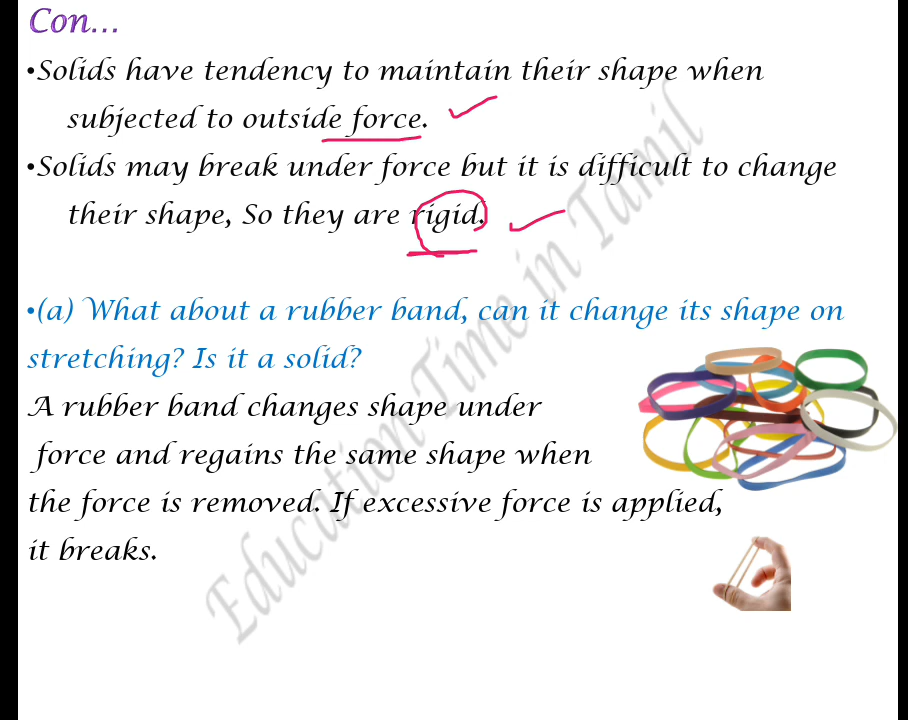 Con...
•Solids have tendency to maintain their shape when
subjected to outside force.
•Solids may break under force but it is difficult to change
their shape, So they are rigid.
•(a) What about a rubber band, can it change its shape on
stretching? Is it a solid?
A rubber band changes shape under
force and regains the same shape when
the force is removed. If excessive force is applied,
it breaks.
Education Time in Tamil